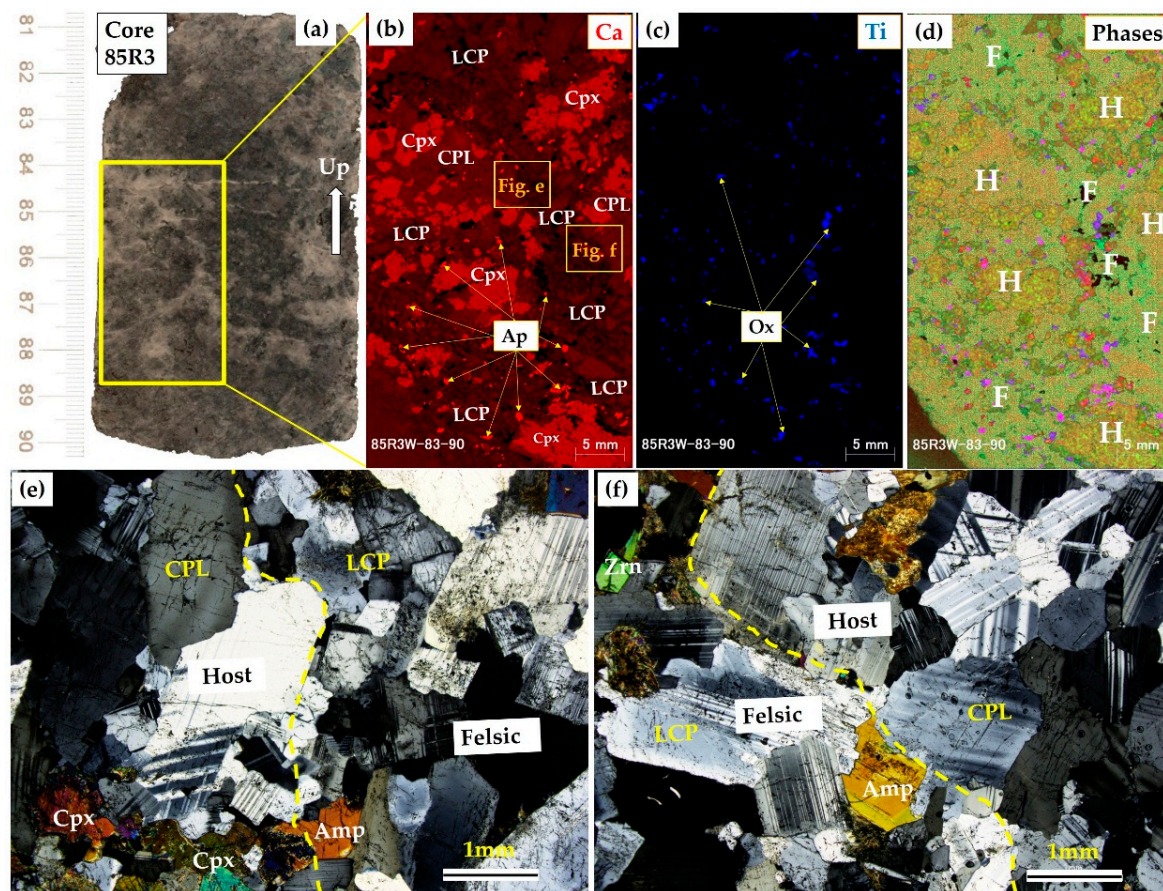 81
82
83
84
85
86
87
88
89
90
Core
85R3
(a)
Up
(b)
LCP
Ca
Cpx
Cpx
CPL
Fig. e
CPL
LCP
LCP
Fig. f
Cpx
LCP
Ap
LCP
LCP
Cpx
85R3W-83-90
5 mm
(c)
Ti
Ox
85R3W-83-90
5 mm
(d)
Phases
F
H
H
F
H
F
H
F
F
H
85R3W-83-90
5 mm
(e)
CPL
LCP
Host
Felsic
Cpx
Amp
Cpx
1mm
(f)
Zrn
Host
Felsic
LCP
CPL
Amp
1mm